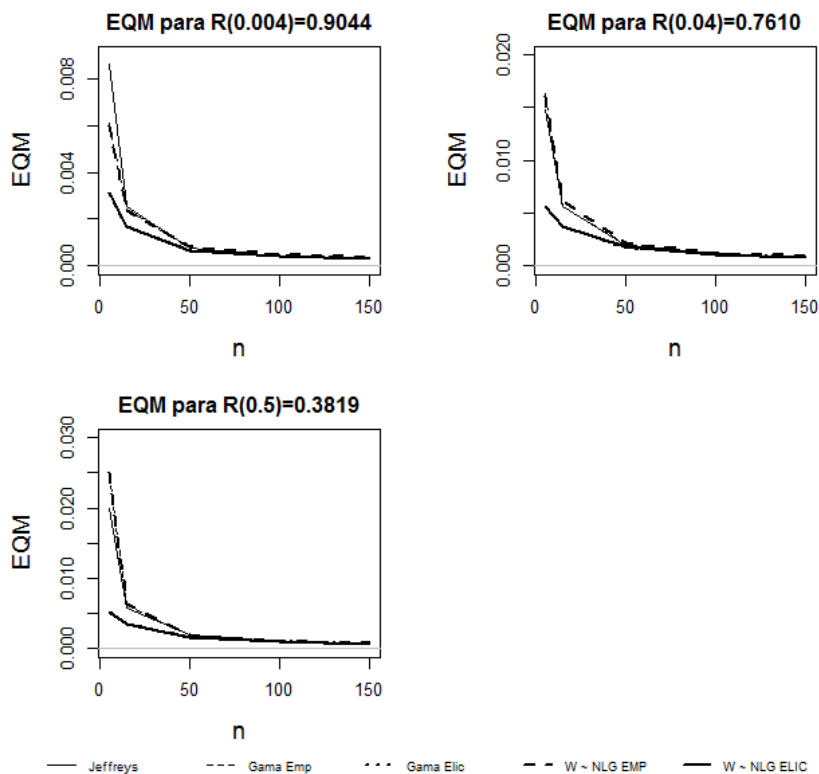 EQM para R(0.004)=0.9044
EQM
0.000
0.004
0.008
0
50
100
150
n
EQM para R(0.04)=0.7610
EQM
0.000
0.010
0.020
0
50
100
150
n
EQM para R(0.5)=0.3819
EQM
0.000
0.010
0.020
0.030
0
50
100
150
n
Jeffreys
Gama Emp
Gama Elic
W ~ NLG EMP
W ~ NLG ELIC